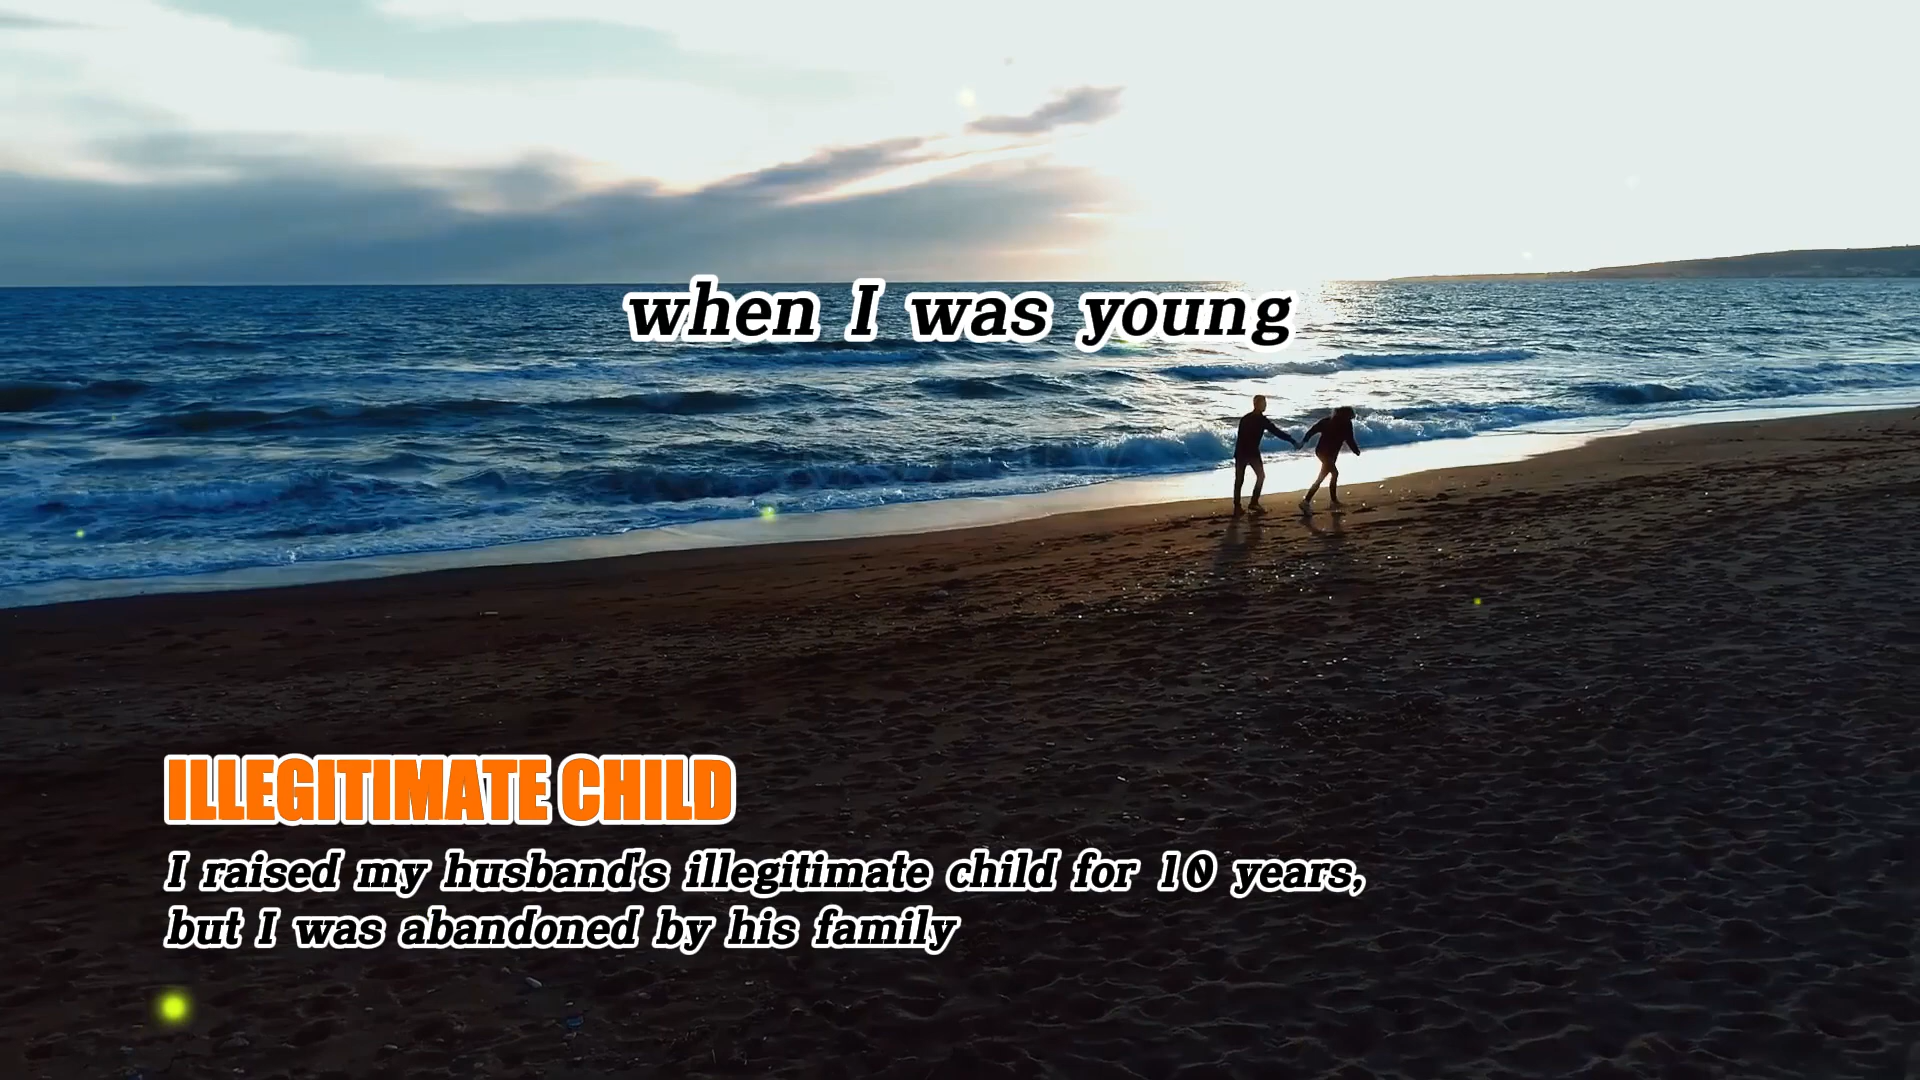 when I was young
ILLEGITIMATE CHILD
I raised my husband's illegitimate child for 10 years,
but I was abandoned by his family